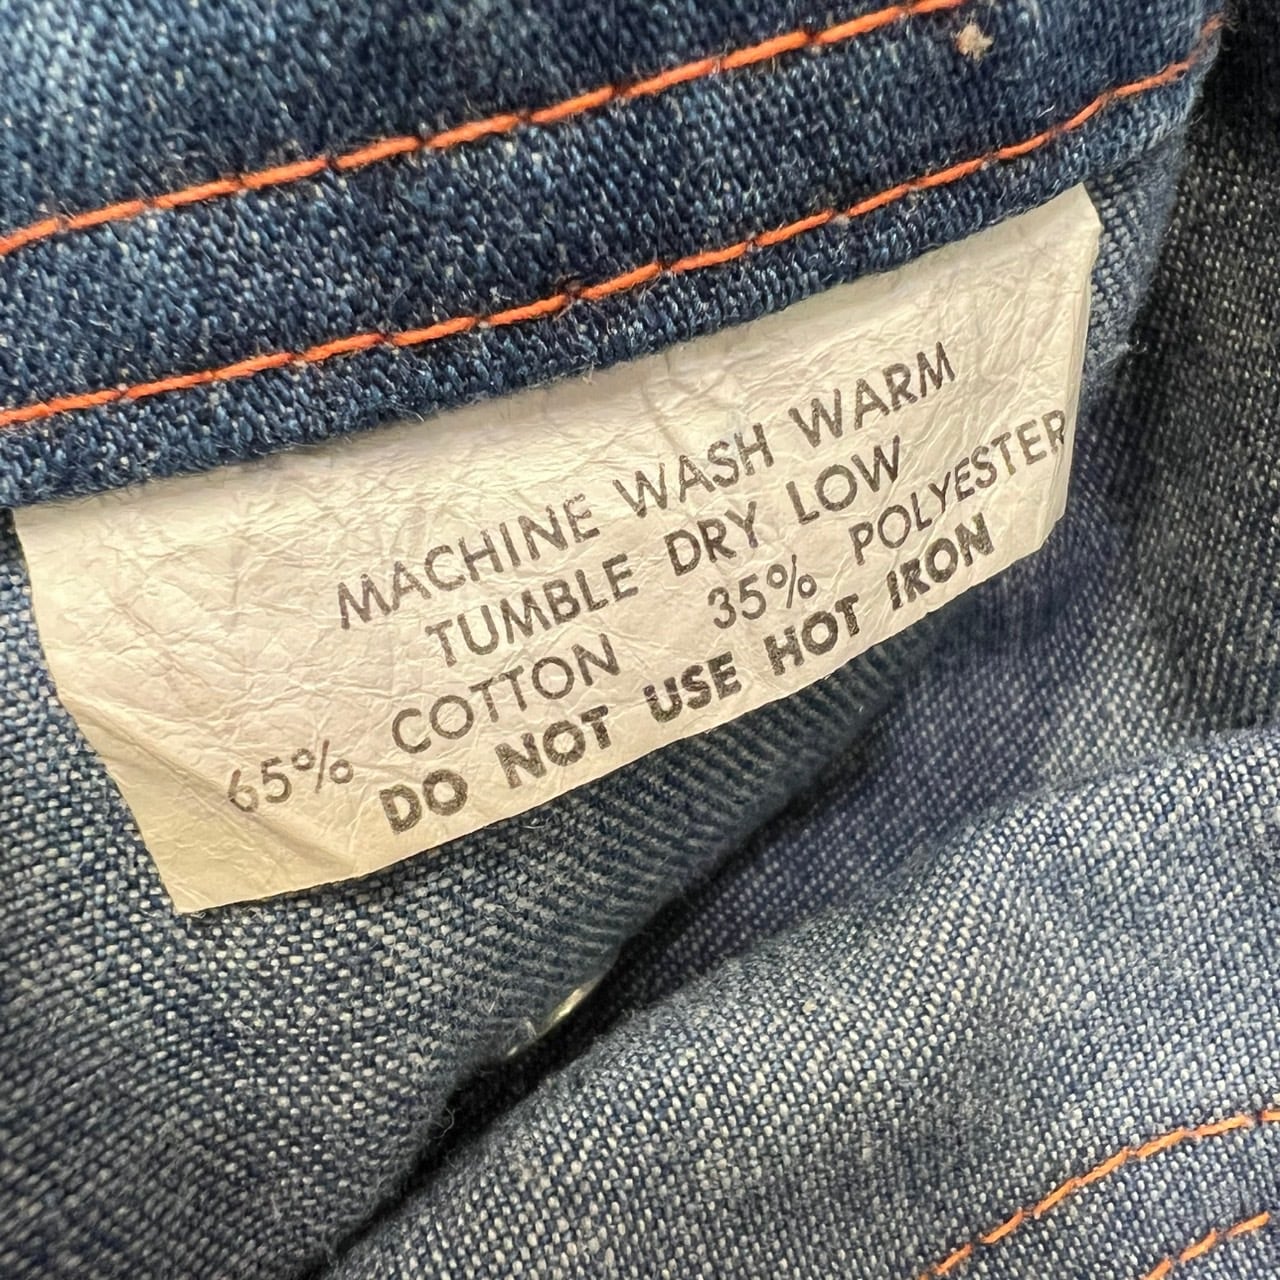 MACHINE WASH WARM
TUMBLE DRY LOW
65% COTTON 35% POLYESTER
DO NOT USE HOT IRON